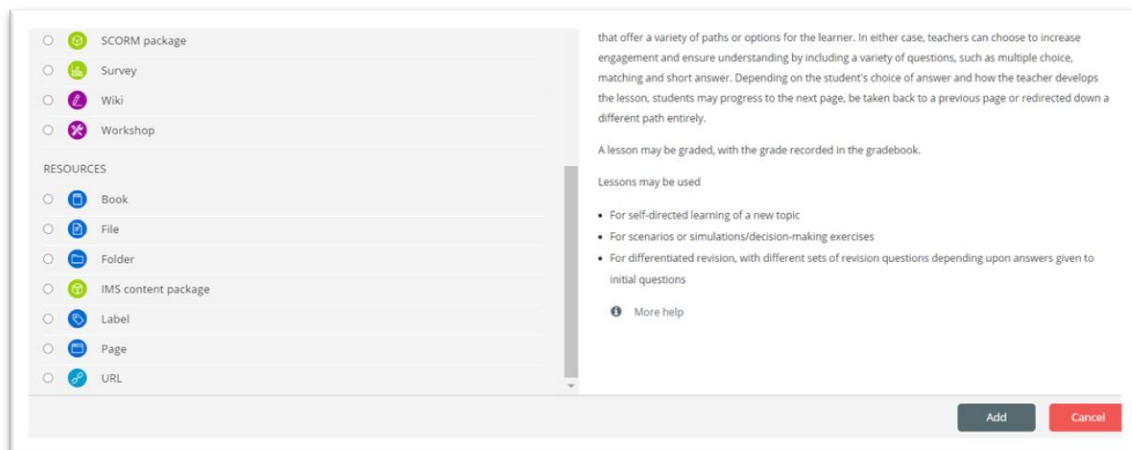 SCORM package
Survey
Wiki
Workshop
RESOURCES
Book
File
Folder
IMS content package
Label
Page
URL
that offer a variety of paths or options for the learner. In either case, teachers can choose to increase
engagement and ensure understanding by including a variety of questions, such as multiple choice,
matching and short answer. Depending on the student's choice of answer and how the teacher develops
the lesson, students may progress to the next page, be taken back to a previous page or redirected down a
different path entirely.
A lesson may be graded, with the grade recorded in the gradebook.
Lessons may be used
• For self-directed learning of a new topic
• For scenarios or simulations/decision-making exercises
• For differentiated revision, with different sets of revision questions depending upon answers given to
initial questions
More help
Add
Cancel